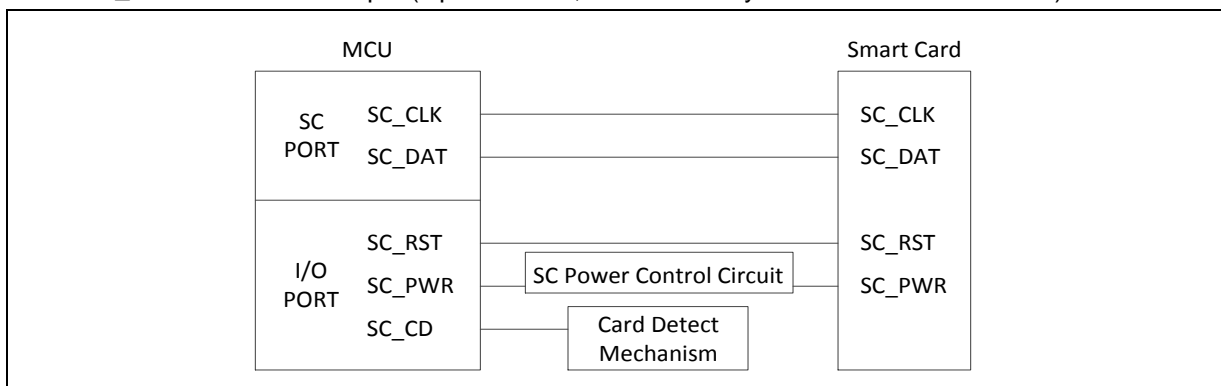 MCU
Smart Card
SC
PORT
SC_CLK
SC_DAT
SC_CLK
SC_DAT
I/O
PORT
SC_RST
SC_PWR
SC_CD
SC Power Control Circuit
Card Detect
Mechanism
SC_RST
SC_PWR